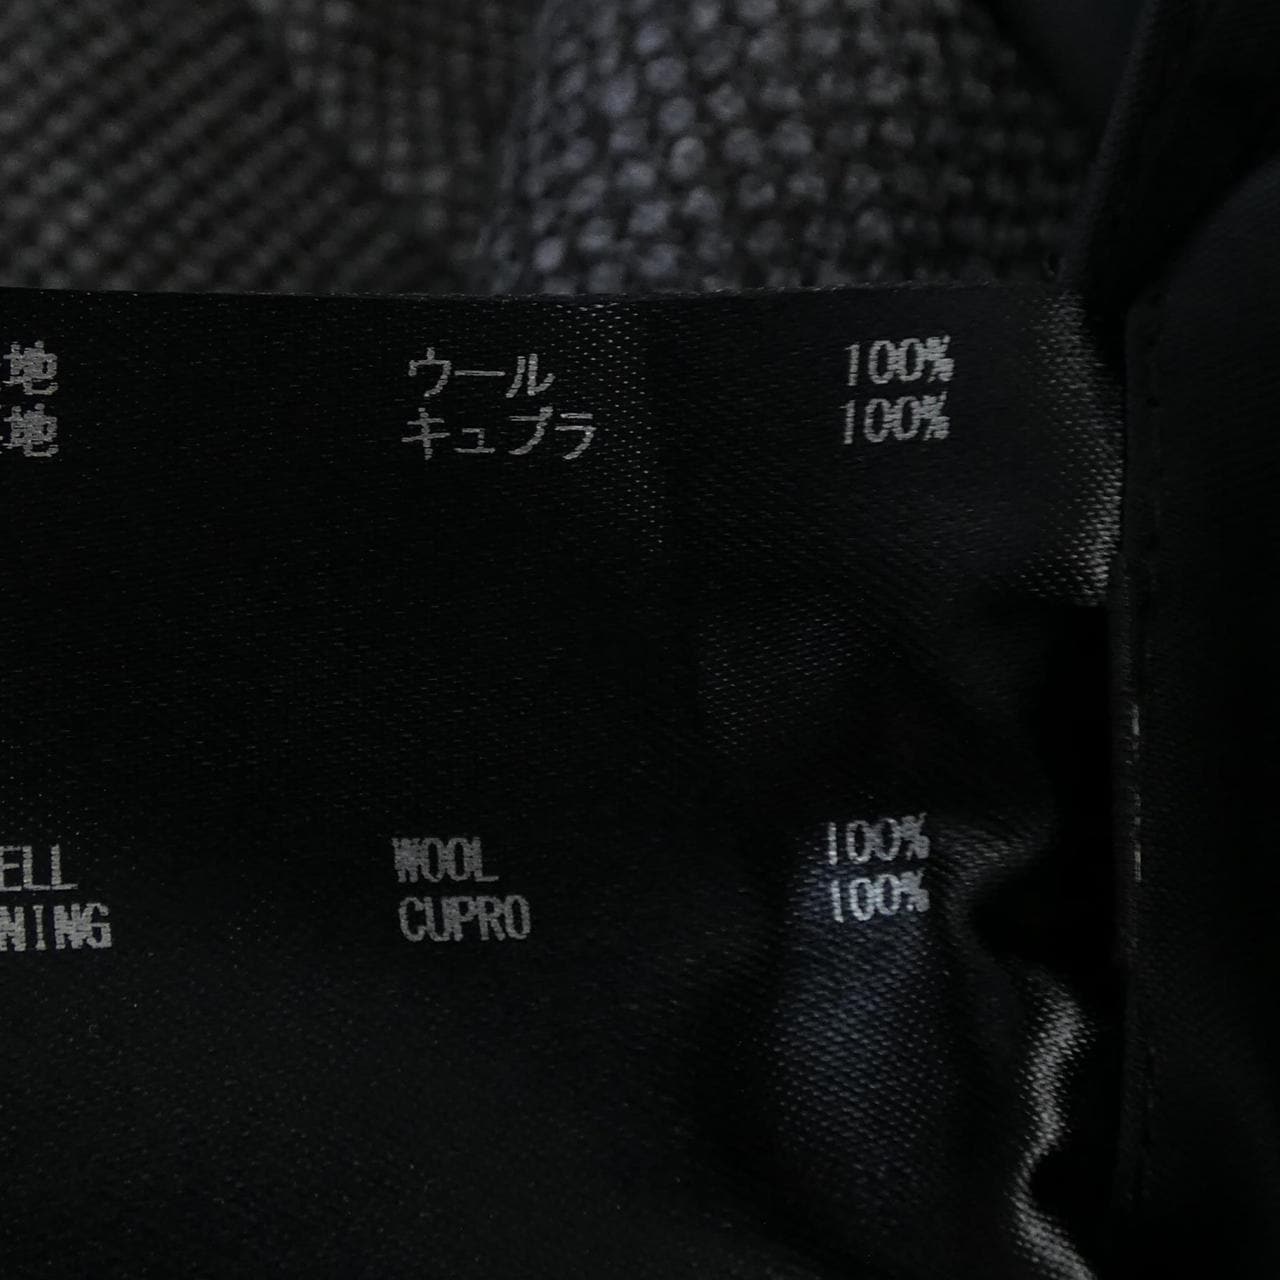 地 ウール 100%
地 キュプラ 100%
ELL WOOL 100%
NING CUPRO 100%